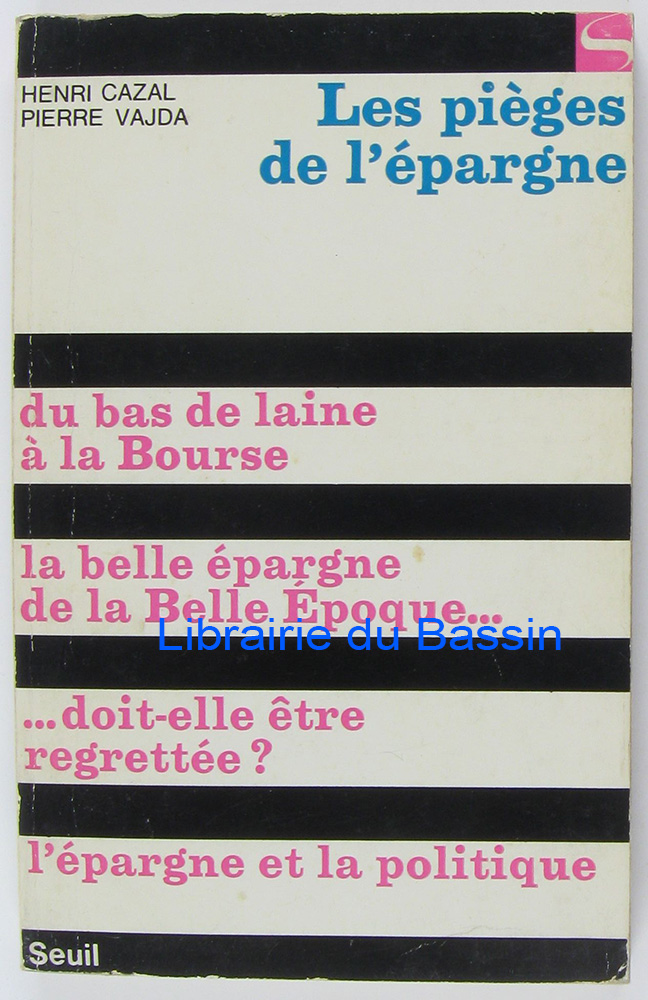 HENRI CAZAL
PIERRE VAJDA
Les pièges
de l'épargne
du bas de laine
à la Bourse
la belle épargne
de la Belle Époque...
Librairie du Bassin
...doit-elle être
regrettée ?
l'épargne et la politique
Seuil